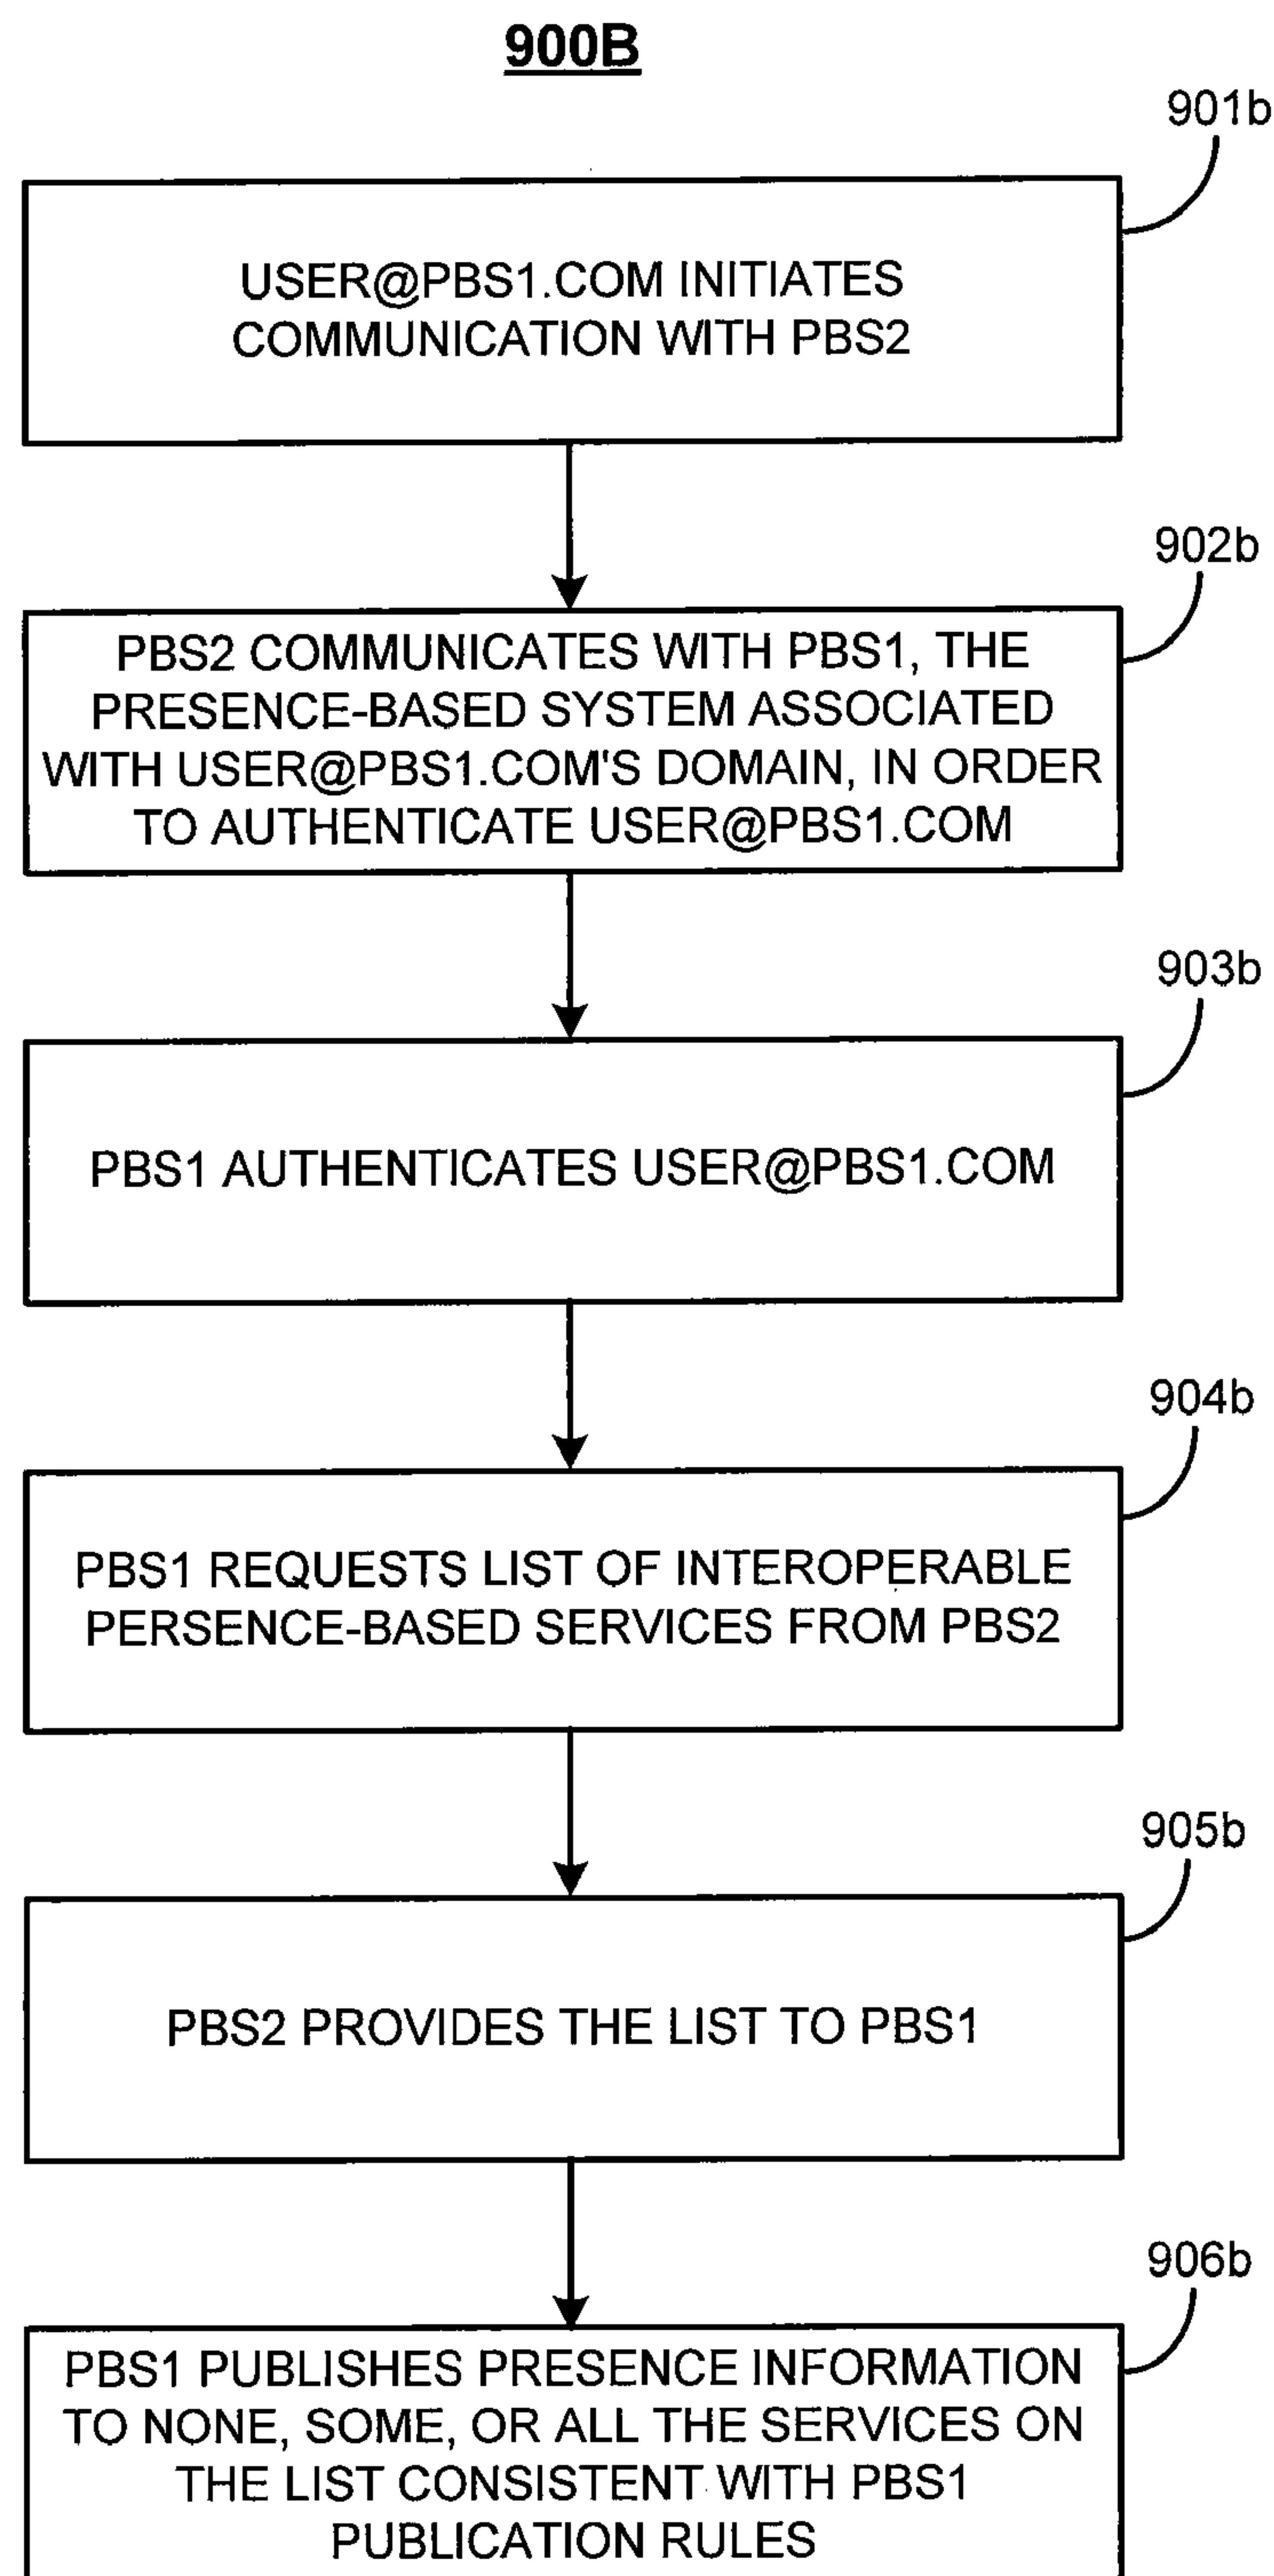 900B
901b
USER@PBS1.COM INITIATES
COMMUNICATION WITH PBS2
902b
PBS2 COMMUNICATES WITH PBS1, THE
PRESENCE-BASED SYSTEM ASSOCIATED
WITH USER@PBS1.COM'S DOMAIN, IN ORDER
TO AUTHENTICATE USER@PBS1.COM
903b
PBS1 AUTHENTICATES USER@PBS1.COM
904b
PBS1 REQUESTS LIST OF INTEROPERABLE
PERSENCE-BASED SERVICES FROM PBS2
905b
PBS2 PROVIDES THE LIST TO PBS1
906b
PBS1 PUBLISHES PRESENCE INFORMATION
TO NONE, SOME, OR ALL THE SERVICES ON
THE LIST CONSISTENT WITH PBS1
PUBLICATION RULES